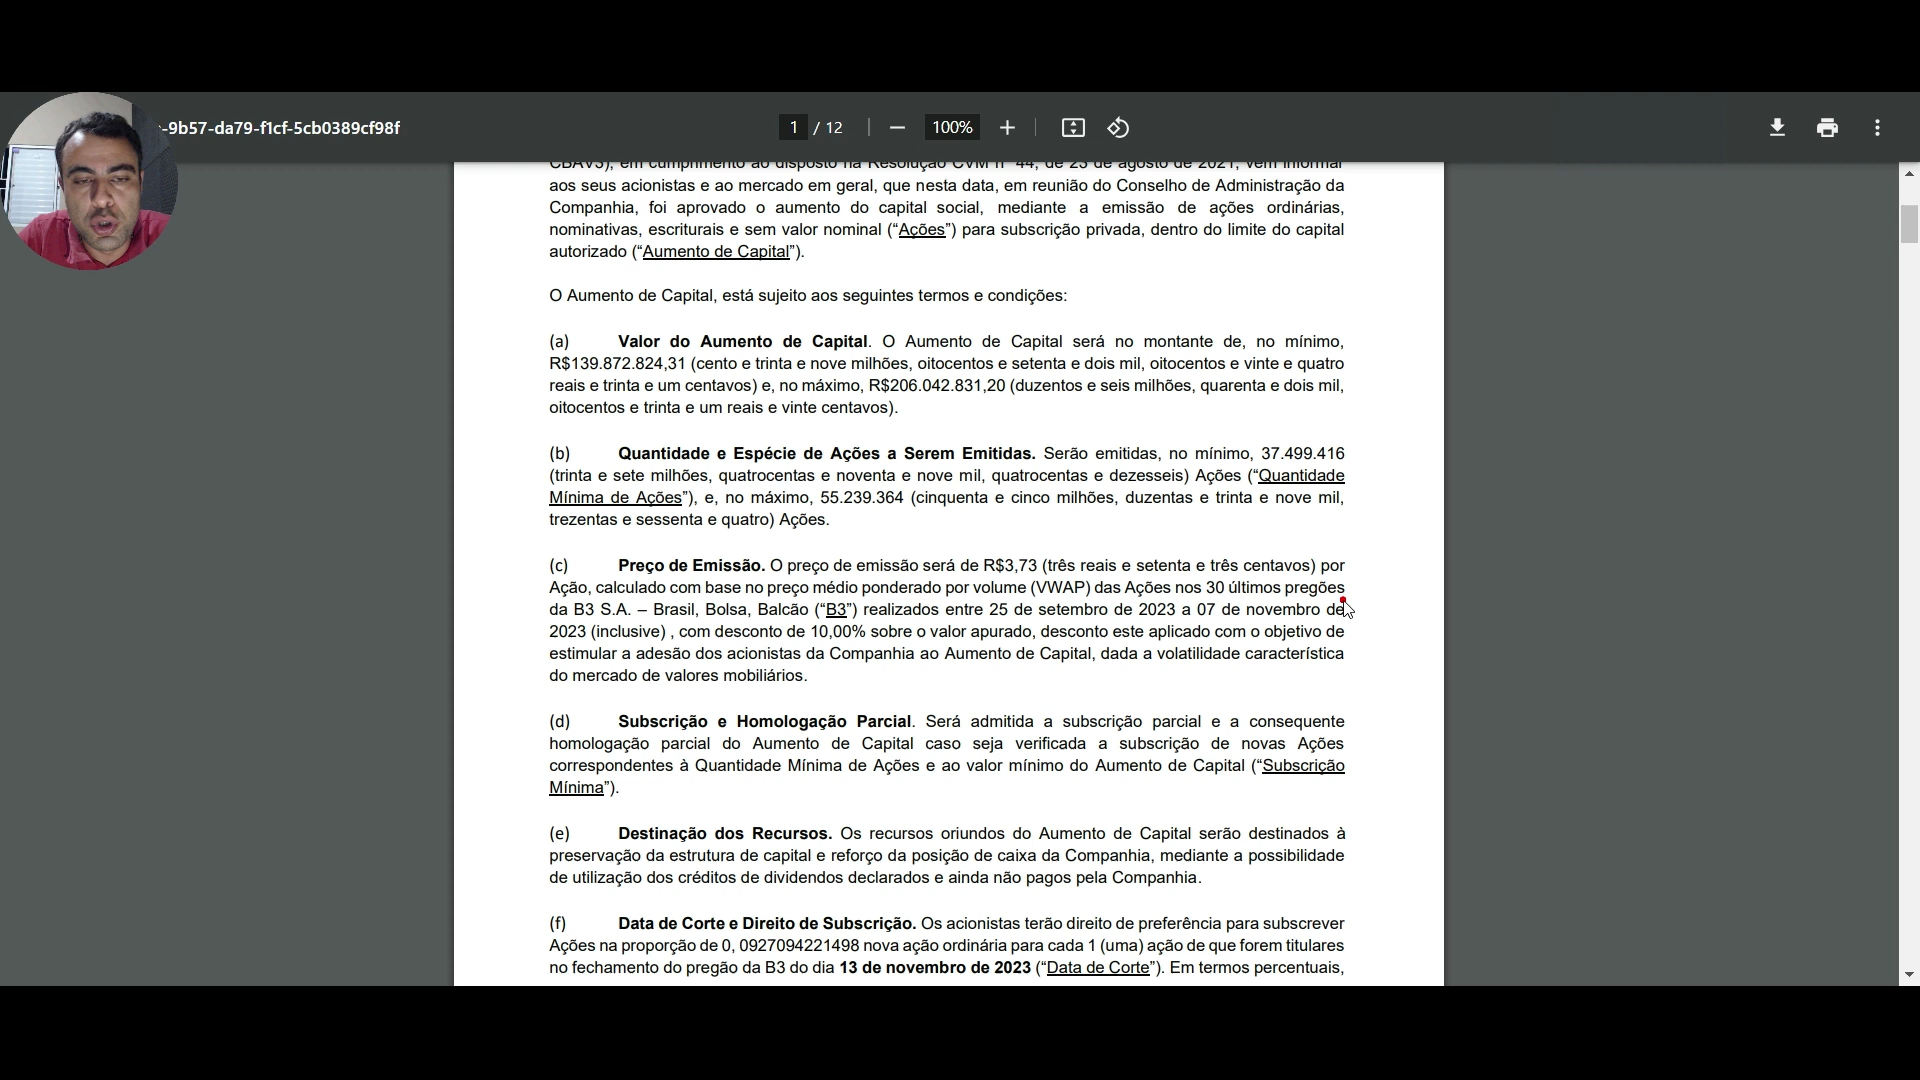 -9b57-da79-f1cf-5cb0389cf98f
1 / 12
100%
CBAV3), em cumprimento ao disposto na Resolução CVM nº 44, de 23 de agosto de 2021, vem informar
aos seus acionistas e ao mercado em geral, que nesta data, em reunião do Conselho de Administração da
Companhia, foi aprovado o aumento do capital social, mediante a emissão de ações ordinárias,
nominativas, escriturais e sem valor nominal (“Ações”) para subscrição privada, dentro do limite do capital
autorizado (“Aumento de Capital”).
O Aumento de Capital, está sujeito aos seguintes termos e condições:
(a) Valor do Aumento de Capital. O Aumento de Capital será no montante de, no mínimo,
R$139.872.824,31 (cento e trinta e nove milhões, oitocentos e setenta e dois mil, oitocentos e vinte e quatro
reais e trinta e um centavos) e, no máximo, R$206.042.831,20 (duzentos e seis milhões, quarenta e dois mil,
oitocentos e trinta e um reais e vinte centavos).
(b) Quantidade e Espécie de Ações a Serem Emitidas. Serão emitidas, no mínimo, 37.499.416
(trinta e sete milhões, quatrocentas e noventa e nove mil, quatrocentas e dezesseis) Ações (“Quantidade
Mínima de Ações”), e, no máximo, 55.239.364 (cinquenta e cinco milhões, duzentas e trinta e nove mil,
trezentas e sessenta e quatro) Ações.
(c) Preço de Emissão. O preço de emissão será de R$3,73 (três reais e setenta e três centavos) por
Ação, calculado com base no preço médio ponderado por volume (VWAP) das Ações nos 30 últimos pregões
da B3 S.A. – Brasil, Bolsa, Balcão (“B3”) realizados entre 25 de setembro de 2023 a 07 de novembro de
2023 (inclusive) , com desconto de 10,00% sobre o valor apurado, desconto este aplicado com o objetivo de
estimular a adesão dos acionistas da Companhia ao Aumento de Capital, dada a volatilidade característica
do mercado de valores mobiliários.
(d) Subscrição e Homologação Parcial. Será admitida a subscrição parcial e a consequente
homologação parcial do Aumento de Capital caso seja verificada a subscrição de novas Ações
correspondentes à Quantidade Mínima de Ações e ao valor mínimo do Aumento de Capital (“Subscrição
Mínima”).
(e) Destinação dos Recursos. Os recursos oriundos do Aumento de Capital serão destinados à
preservação da estrutura de capital e reforço da posição de caixa da Companhia, mediante a possibilidade
de utilização dos créditos de dividendos declarados e ainda não pagos pela Companhia.
(f) Data de Corte e Direito de Subscrição. Os acionistas terão direito de preferência para subscrever
Ações na proporção de 0, 0927094221498 nova ação ordinária para cada 1 (uma) ação de que forem titulares
no fechamento do pregão da B3 do dia 13 de novembro de 2023 (“Data de Corte”). Em termos percentuais,